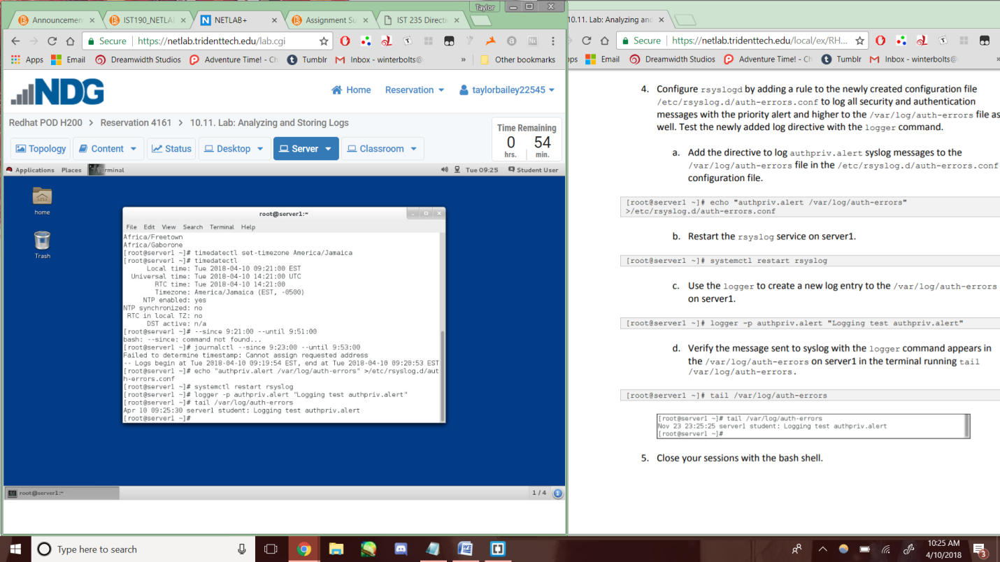 Taylor
Announcemen
IST190_NETLAB
NETLAB+
Assignment Su
IST 235 Directi
10.11. Lab: Analyzing and
Secure https://netlab.tridenttech.edu/lab.cgi
Secure https://netlab.tridenttech.edu/local/ex/RH...
Apps
Email
Dreamwidth Studios
Adventure Time! - Ch
Tumblr
Inbox - winterbolts@
»
Other bookmarks
Email
Dreamwidth Studios
Adventure Time! - Ch
Tumblr
Inbox - winterbolts@
NDG
Home
Reservation
taylorbailey22545
Redhat POD H200 > Reservation 4161 > 10.11. Lab: Analyzing and Storing Logs
Time Remaining
0 54
hrs. min.
Topology
Content
Status
Desktop
Server
Classroom
Applications Places Terminal
Tue 09:25 Student User
home
Trash
root@server1:~
File Edit View Search Terminal Help
Africa/Freetown
Africa/Gaborone
[root@server1 ~]# timedatectl set-timezone America/Jamaica
[root@server1 ~]# timedatectl
Local time: Tue 2018-04-10 09:21:00 EST
Universal time: Tue 2018-04-10 14:21:00 UTC
RTC time: Tue 2018-04-10 14:21:00
Timezone: America/Jamaica (EST, -0500)
NTP enabled: yes
NTP synchronized: no
RTC in local TZ: no
DST active: n/a
[root@server1 ~]# --since 9:21:00 --until 9:51:00
bash: --since: command not found...
[root@server1 ~]# journalctl --since 9:23:00 --until 9:53:00
Failed to determine timestamp: Cannot assign requested address
-- Logs begin at Tue 2018-04-10 09:19:54 EST, end at Tue 2018-04-10 09:20:53 EST
[root@server1 ~]# echo "authpriv.alert /var/log/auth-errors" >/etc/rsyslog.d/aut
h-errors.conf
[root@server1 ~]# systemctl restart rsyslog
[root@server1 ~]# logger -p authpriv.alert "Logging test authpriv.alert"
[root@server1 ~]# tail /var/log/auth-errors
Apr 10 09:25:30 server1 student: Logging test authpriv.alert
[root@server1 ~]#
root@server1:~
1 / 4
1
4. Configure rsyslogd by adding a rule to the newly created configuration file
/etc/rsyslog.d/auth-errors.conf to log all security and authentication
messages with the priority alert and higher to the /var/log/auth-errors file as
well. Test the newly added log directive with the logger command.
a. Add the directive to log authpriv.alert syslog messages to the
/var/log/auth-errors file in the /etc/rsyslog.d/auth-errors.conf
configuration file.
[root@server1 ~]# echo "authpriv.alert /var/log/auth-errors"
>/etc/rsyslog.d/auth-errors.conf
b. Restart the rsyslog service on server1.
[root@server1 ~]# systemctl restart rsyslog
c. Use the logger to create a new log entry to the /var/log/auth-errors
on server1.
[root@server1 ~]# logger -p authpriv.alert "Logging test authpriv.alert"
d. Verify the message sent to syslog with the logger command appears in
the /var/log/auth-errors on server1 in the terminal running tail
/var/log/auth-errors.
[root@server1 ~]# tail /var/log/auth-errors
[root@server1 ~]# tail /var/log/auth-errors
Nov 23 23:25:25 server1 student: Logging test authpriv.alert
[root@server1 ~]#
5. Close your sessions with the bash shell.
Type here to search
10:25 AM
4/10/2018
3